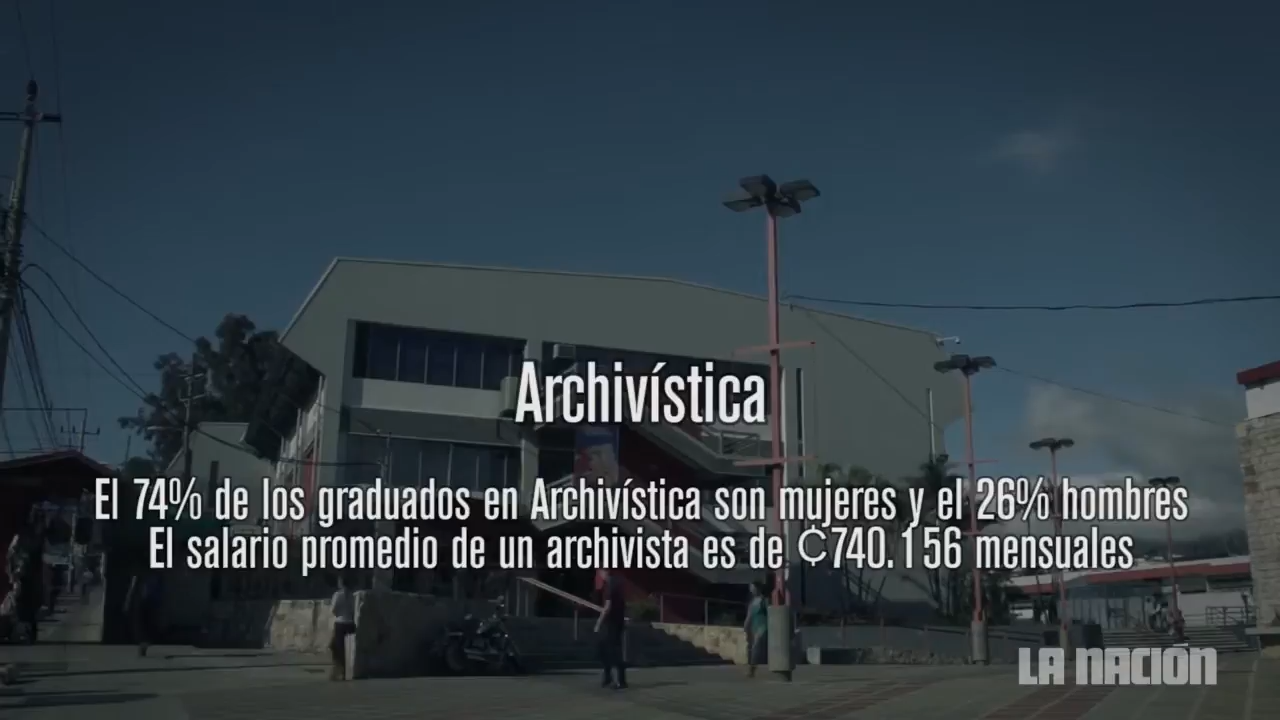 Archivística
El 74% de los graduados en Archivística son mujeres y el 26% hombres
El salario promedio de un archivista es de ₡740.156 mensuales
LA NACIÓN